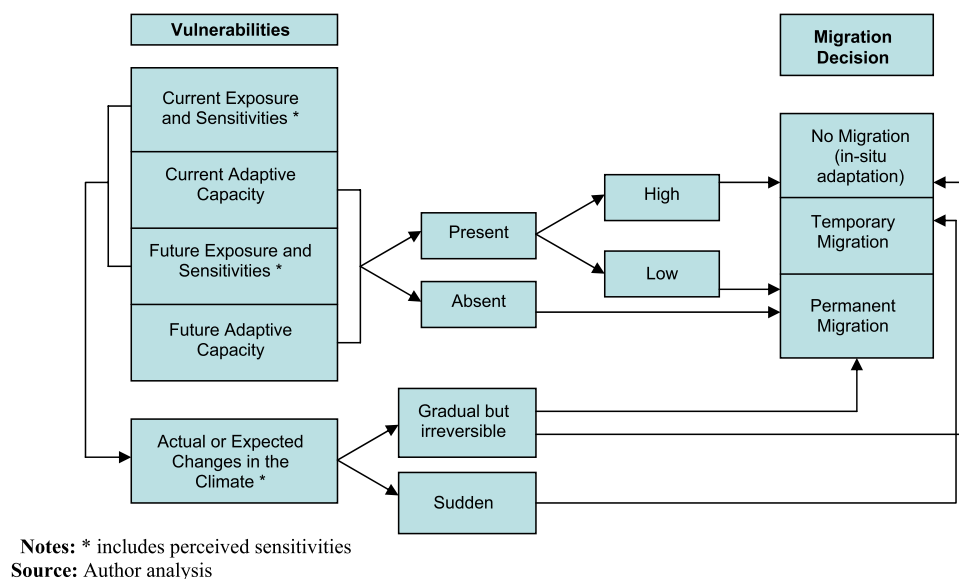 Vulnerabilities
Migration
Decision
Current Exposure
and Sensitivities *
Current Adaptive
Capacity
Future Exposure and
Sensitivities *
Future Adaptive
Capacity
Present
Absent
High
Low
No Migration
(in-situ
adaptation)
Temporary
Migration
Permanent
Migration
Actual or Expected
Changes in the
Climate *
Gradual but
irreversible
Sudden
Notes: * includes perceived sensitivities
Source: Author analysis